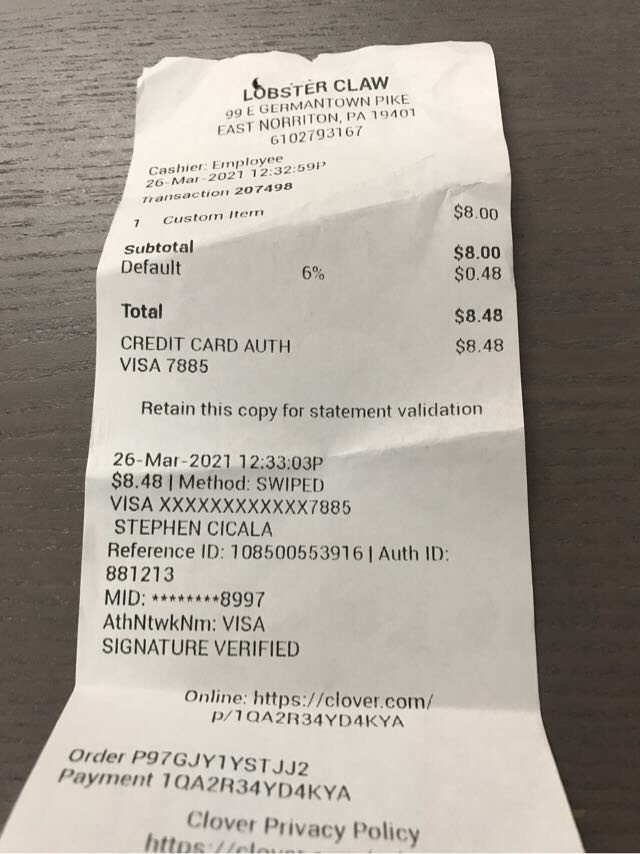 LOBSTER CLAW
99 E GERMANTOWN PIKE
EAST NORRITON, PA 19401
6102793167
Cashier: Employee
26-Mar-2021 12:32:59P
Transaction 207498
1 Custom Item $8.00
Subtotal $8.00
Default 6% $0.48
Total $8.48
CREDIT CARD AUTH $8.48
VISA 7885
Retain this copy for statement validation
26-Mar-2021 12:33:03P
$8.48 | Method: SWIPED
VISA XXXXXXXXXXXX7885
STEPHEN CICALA
Reference ID: 108500553916 | Auth ID:
881213
MID: ********8997
AthNtwkNm: VISA
SIGNATURE VERIFIED
Online: https://clover.com/
p/1QA2R34YD4KYA
Order P97GJY1YSTJJ2
Payment 1QA2R34YD4KYA
Clover Privacy Policy